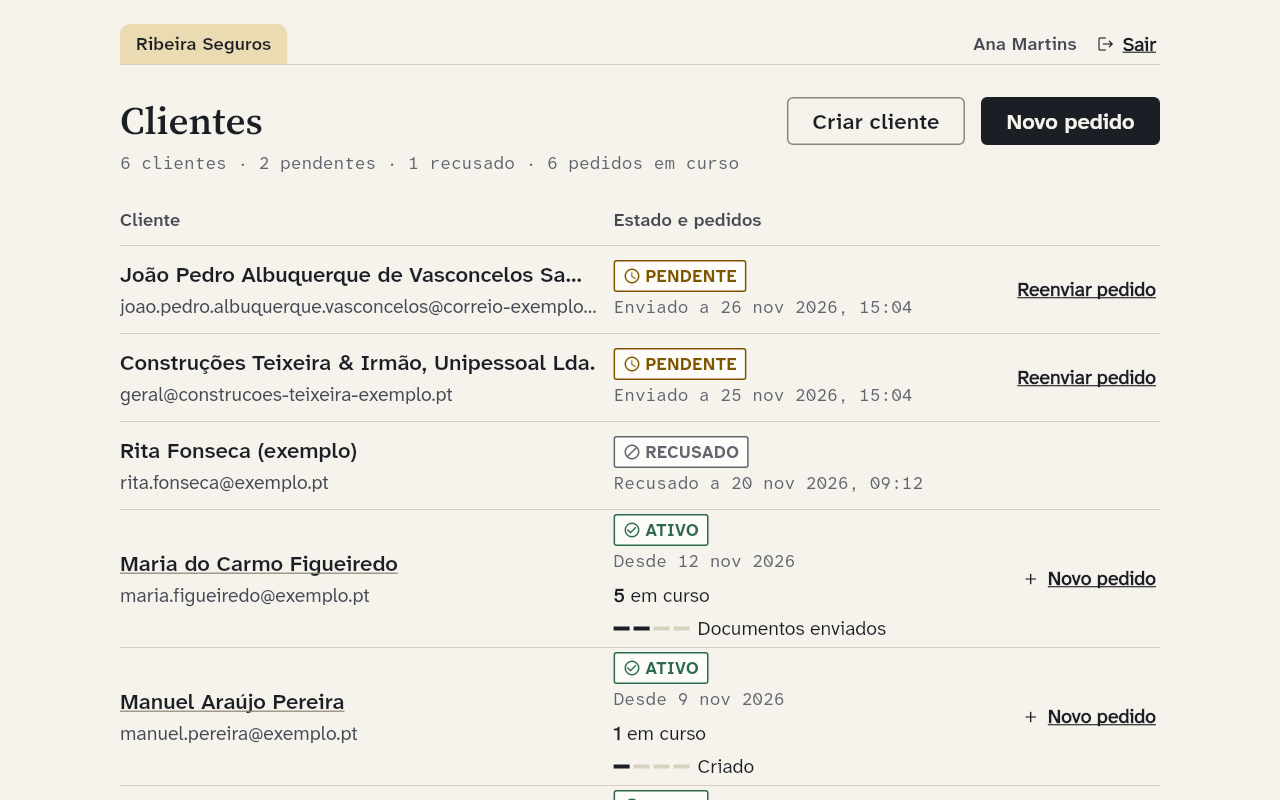 Ribeira Seguros
Ana Martins
Sair
Clientes
Criar cliente
Novo pedido
6 clientes · 2 pendentes · 1 recusado · 6 pedidos em curso
Cliente
Estado e pedidos
João Pedro Albuquerque de Vasconcelos Sa...
joao.pedro.albuquerque.vasconcelos@correio-exemplo...
PENDENTE
Enviado a 26 nov 2026, 15:04
Reenviar pedido
Construções Teixeira & Irmão, Unipessoal Lda.
geral@construcoes-teixeira-exemplo.pt
PENDENTE
Enviado a 25 nov 2026, 15:04
Reenviar pedido
Rita Fonseca (exemplo)
rita.fonseca@exemplo.pt
RECUSADO
Recusado a 20 nov 2026, 09:12
Maria do Carmo Figueiredo
maria.figueiredo@exemplo.pt
ATIVO
Desde 12 nov 2026
5 em curso
Documentos enviados
+ Novo pedido
Manuel Araújo Pereira
manuel.pereira@exemplo.pt
ATIVO
Desde 9 nov 2026
1 em curso
Criado
+ Novo pedido